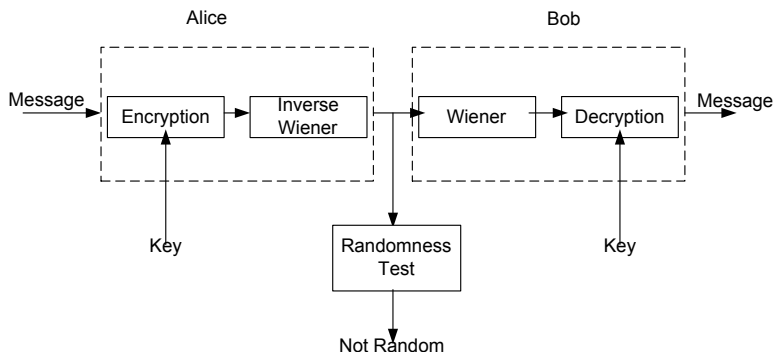 Alice
Bob
Message
Encryption
Inverse
Wiener
Wiener
Decryption
Message
Key
Randomness
Test
Key
Not Random